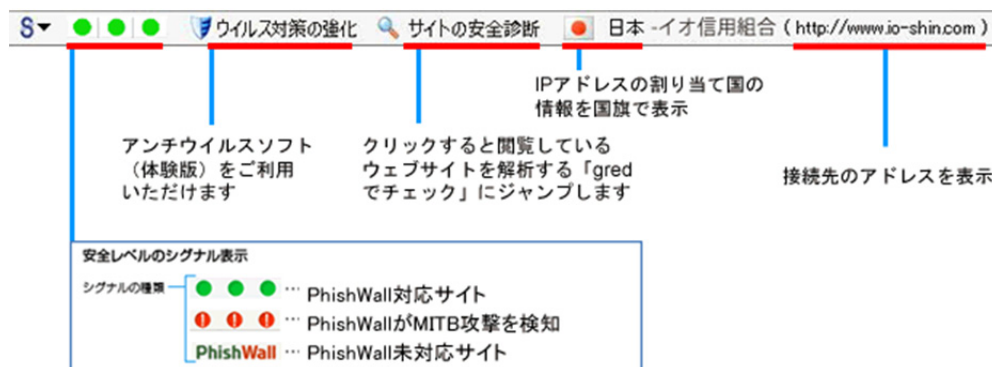 S▼ ウイルス対策の強化 サイトの安全診断 日本 -イオ信用組合 ( http://www.io-shin.com )
IPアドレスの割り当て国の
情報を国旗で表示
アンチウイルスソフト
(体験版)をご利用
いただけます
クリックすると閲覧している
ウェブサイトを解析する「gred
でチェック」にジャンプします
接続先のアドレスを表示
安全レベルのシグナル表示
シグナルの種類
… PhishWall対応サイト
! ! ! … PhishWallがMITB攻撃を検知
PhishWall … PhishWall未対応サイト